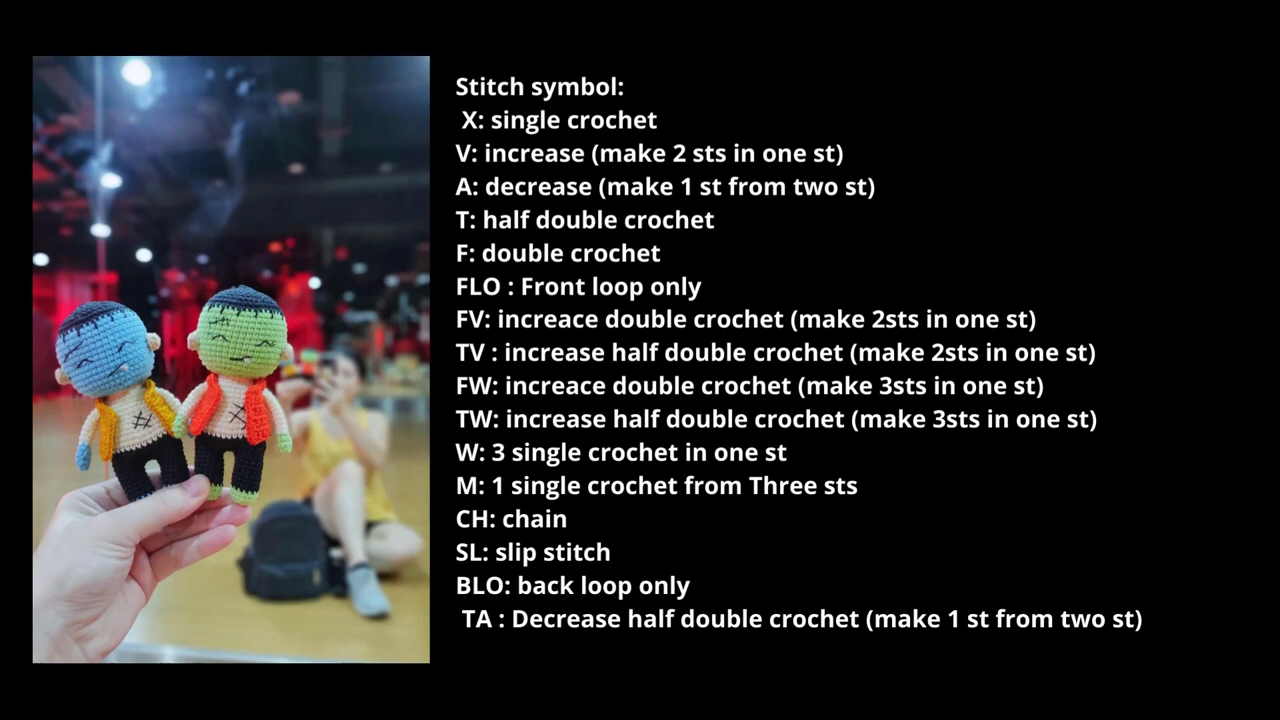 Stitch symbol:
X: single crochet
V: increase (make 2 sts in one st)
A: decrease (make 1 st from two st)
T: half double crochet
F: double crochet
FLO : Front loop only
FV: increace double crochet (make 2sts in one st)
TV : increase half double crochet (make 2sts in one st)
FW: increace double crochet (make 3sts in one st)
TW: increase half double crochet (make 3sts in one st)
W: 3 single crochet in one st
M: 1 single crochet from Three sts
CH: chain
SL: slip stitch
BLO: back loop only
TA : Decrease half double crochet (make 1 st from two st)